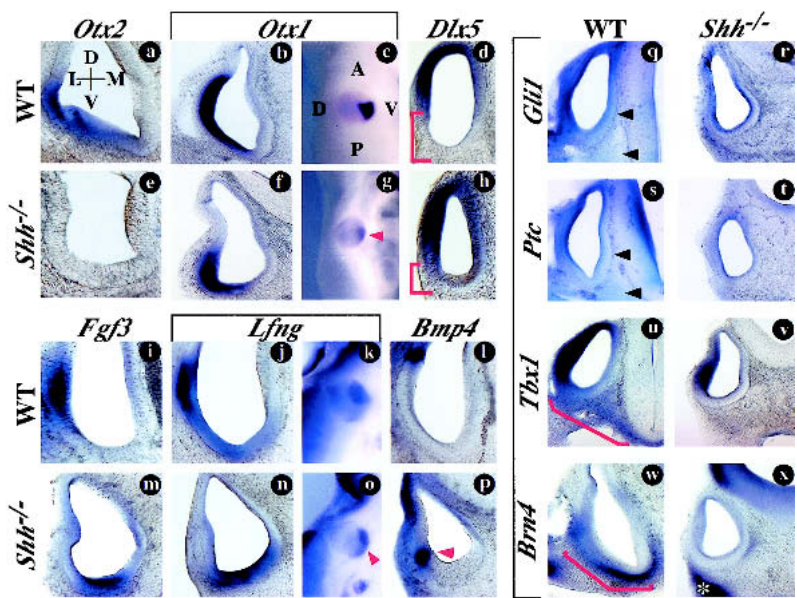 Otx2 Otx1 Dlx5 WT Shh-/-
WT a D L M V b c A D V P d Gli1 q r
Shh-/- e f g h Ptc s t
Fgf3 Lfng Bmp4
WT i j k l Tbx1 u v
Shh-/- m n o p Brn4 w x *